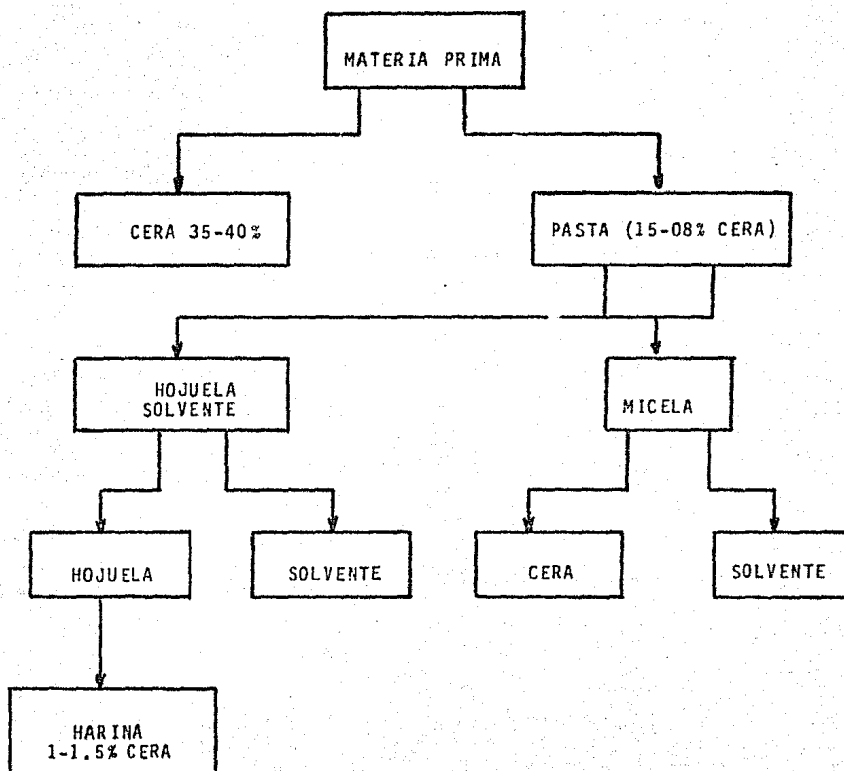 MATERIA PRIMA
CERA 35-40%
PASTA (15-08% CERA)
HOJUELA
SOLVENTE
MICELA
HOJUELA
SOLVENTE
CERA
SOLVENTE
HARINA
1-1.5% CERA